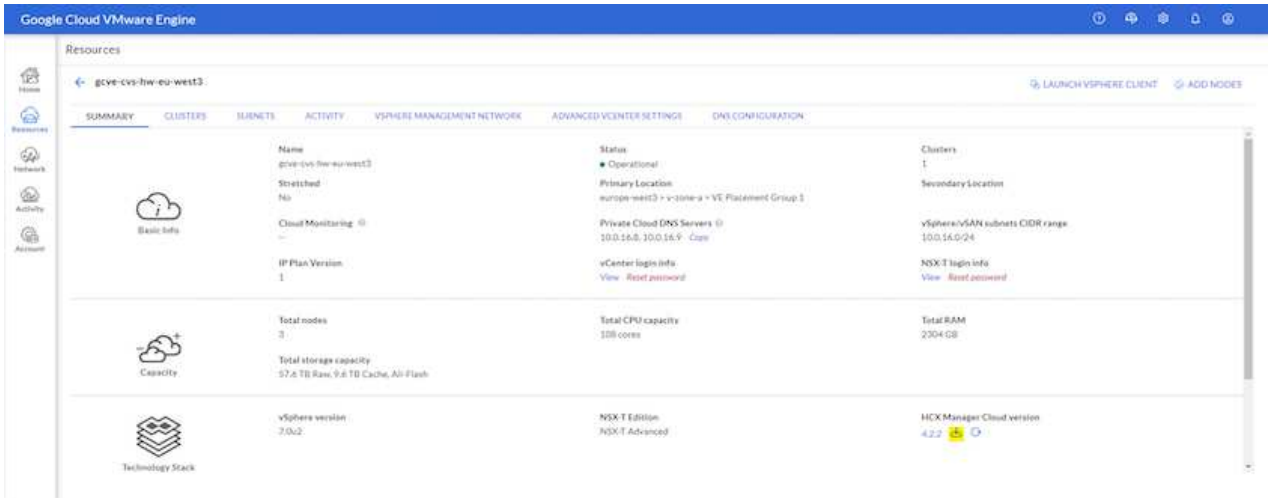 Google Cloud VMware Engine
Resources
gcve-cvs-hw-eu-west3
LAUNCH VSPHERE CLIENT ADD NODES
SUMMARY CLUSTERS SUBNETS ACTIVITY VSPHERE MANAGEMENT NETWORK ADVANCED VCENTER SETTINGS DNS CONFIGURATION
Home
Resources
Network
Activity
Account
Basic Info
Name Status Clusters
gcve-cvs-hw-eu-west3 Operational 1
Stretched Primary Location Secondary Location
No europe-west3 > v-zone-a > VE Placement Group 1
Cloud Monitoring Private Cloud DNS Servers vSphere/vSAN subnets CIDR range
-- 10.0.16.8, 10.0.16.9 Copy 10.0.16.0/24
IP Plan Version vCenter login info NSX-T login info
1 View Reset password View Reset password
Capacity
Total nodes Total CPU capacity Total RAM
3 108 cores 2304 GB
Total storage capacity
57.6 TB Raw, 9.6 TB Cache, All-Flash
Technology Stack
vSphere version NSX-T Edition HCX Manager Cloud version
7.0u2 NSX-T Advanced 4.2.2